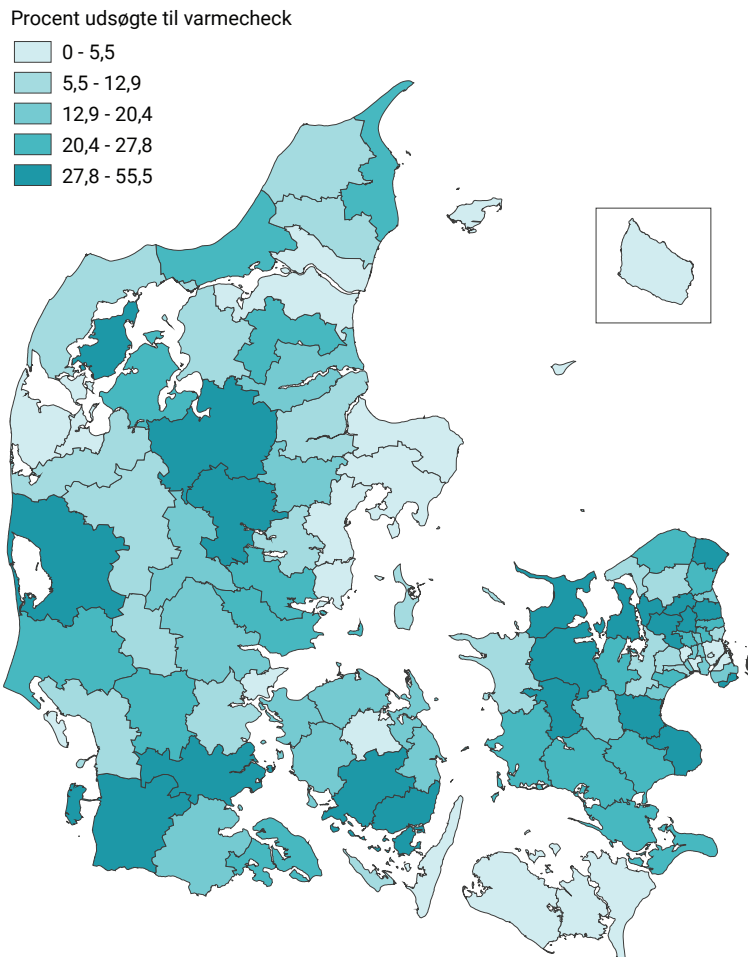 Procent udsøgte til varmecheck
0 - 5,5
5,5 - 12,9
12,9 - 20,4
20,4 - 27,8
27,8 - 55,5